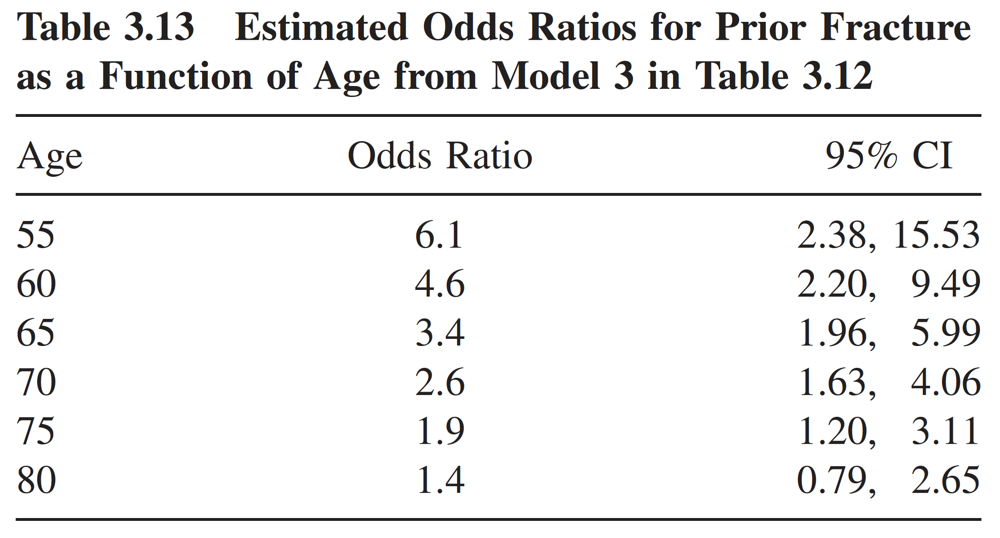 Table 3.13 Estimated Odds Ratios for Prior Fracture
as a Function of Age from Model 3 in Table 3.12
Age Odds Ratio 95% CI
55 6.1 2.38, 15.53
60 4.6 2.20, 9.49
65 3.4 1.96, 5.99
70 2.6 1.63, 4.06
75 1.9 1.20, 3.11
80 1.4 0.79, 2.65